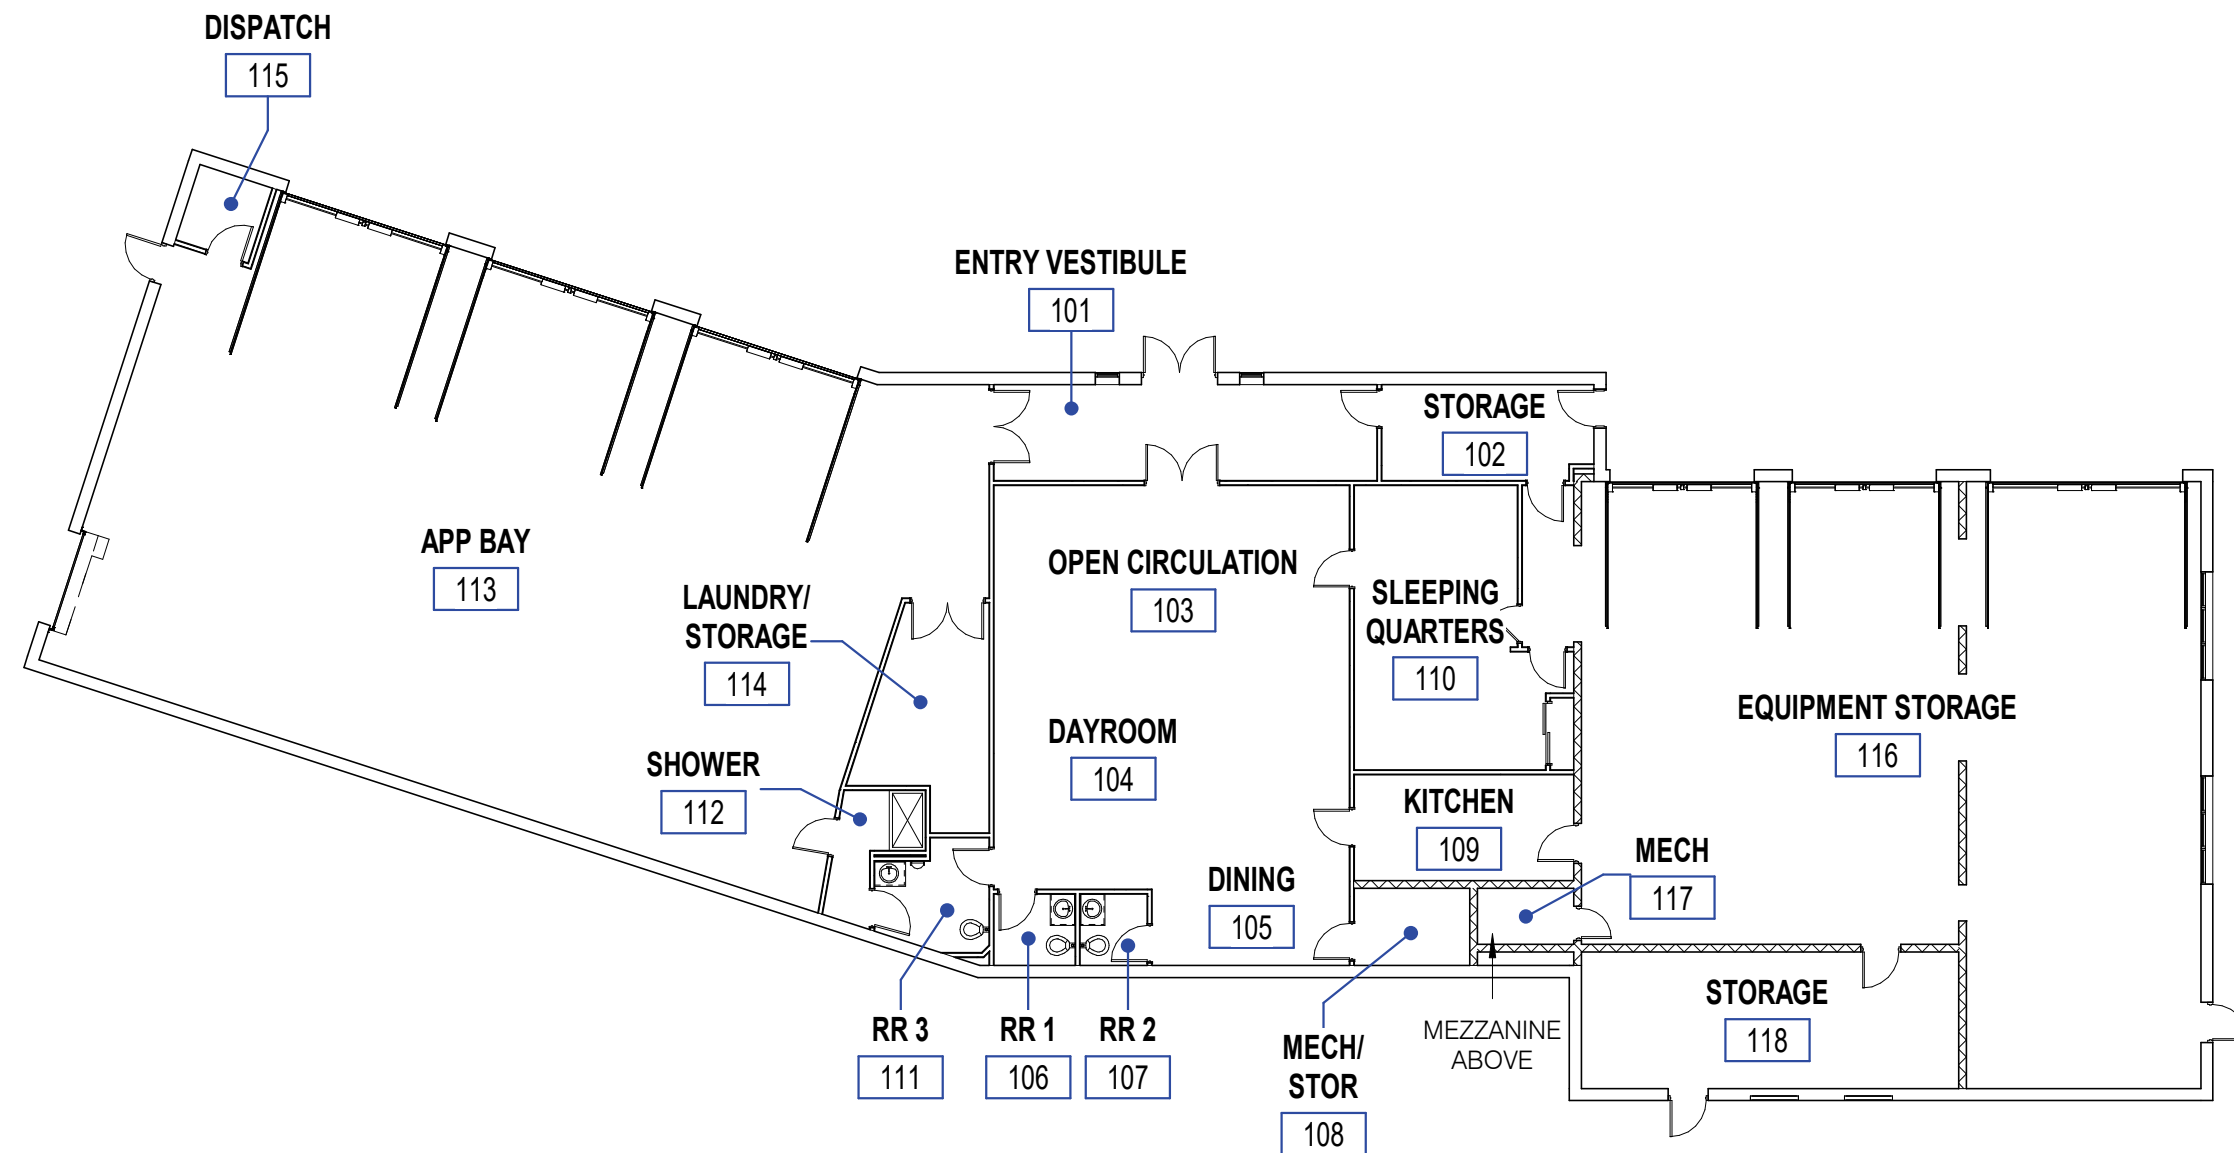 DISPATCH
115
ENTRY VESTIBULE
101
STORAGE
102
APP BAY
113
OPEN CIRCULATION
103
LAUNDRY/
STORAGE
114
SLEEPING
QUARTERS
110
EQUIPMENT STORAGE
116
DAYROOM
104
SHOWER
112
KITCHEN
109
MECH
117
DINING
105
RR 3
111
RR 1
106
RR 2
107
MECH/
STOR
108
MEZZANINE
ABOVE
STORAGE
118